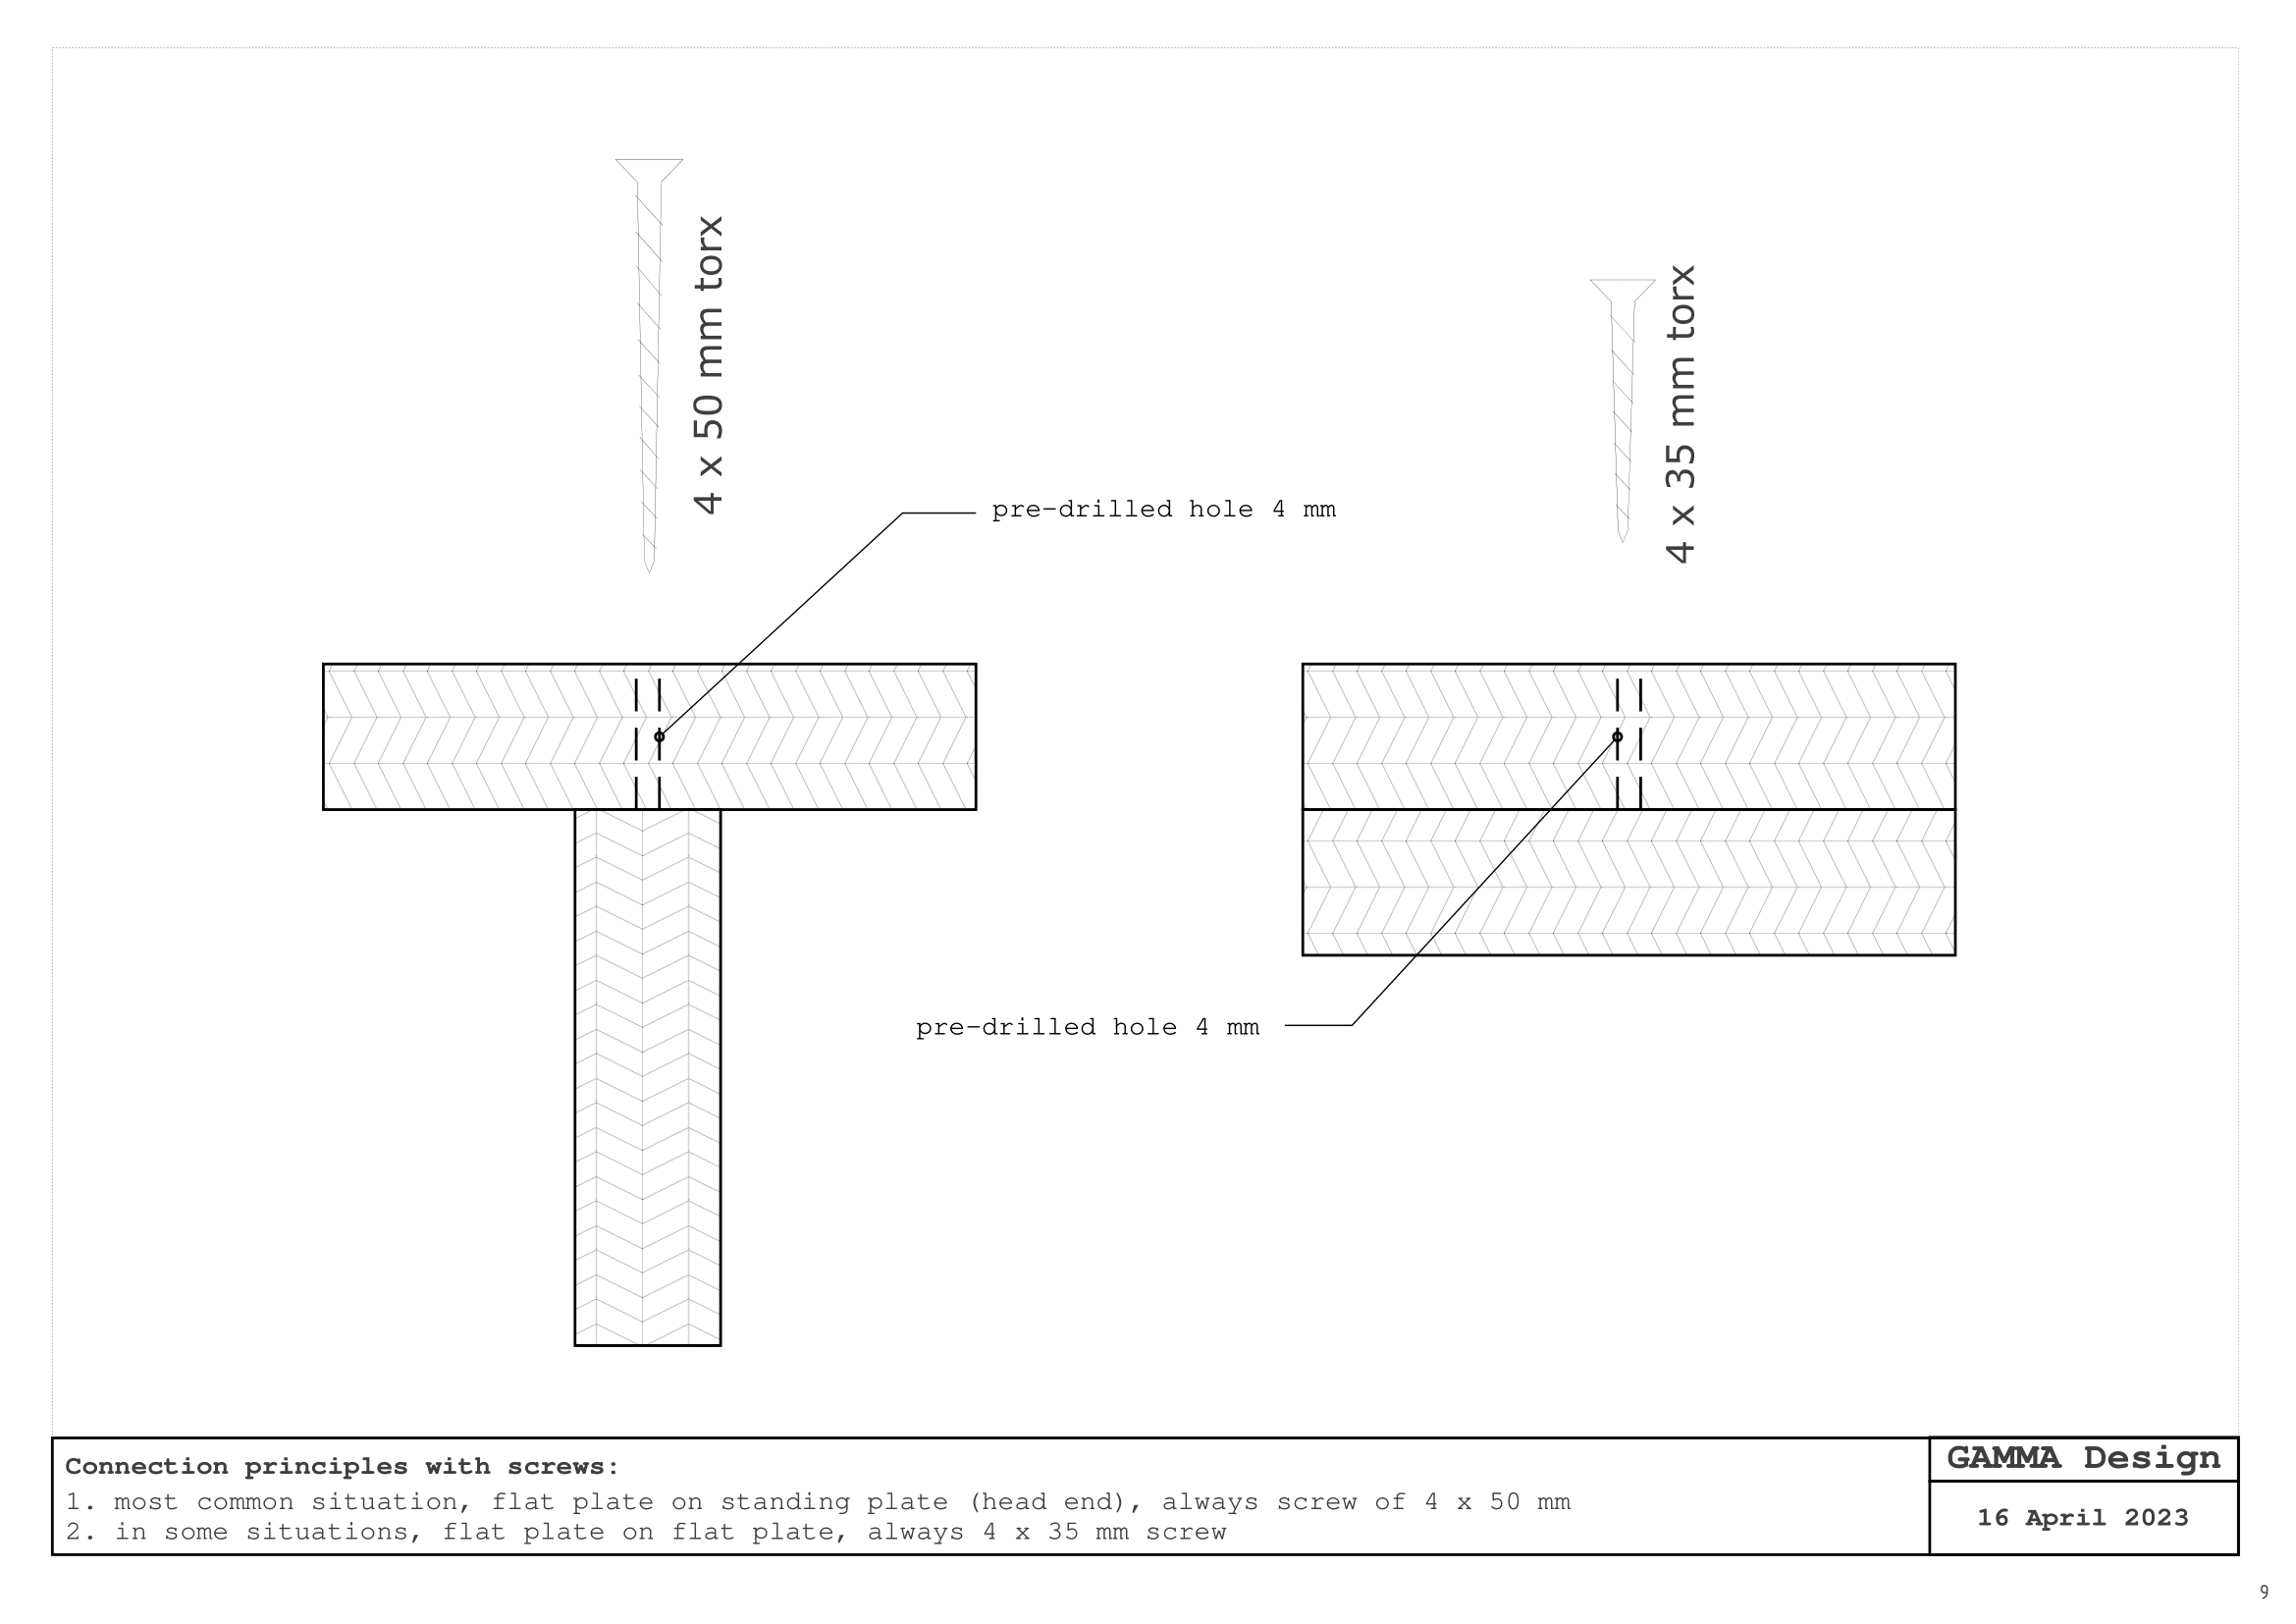 4 x 50 mm torx
4 x 35 mm torx
pre-drilled hole 4 mm
pre-drilled hole 4 mm
Connection principles with screws:
1. most common situation, flat plate on standing plate (head end), always screw of 4 x 50 mm
2. in some situations, flat plate on flat plate, always 4 x 35 mm screw
GAMMA Design
16 April 2023
9